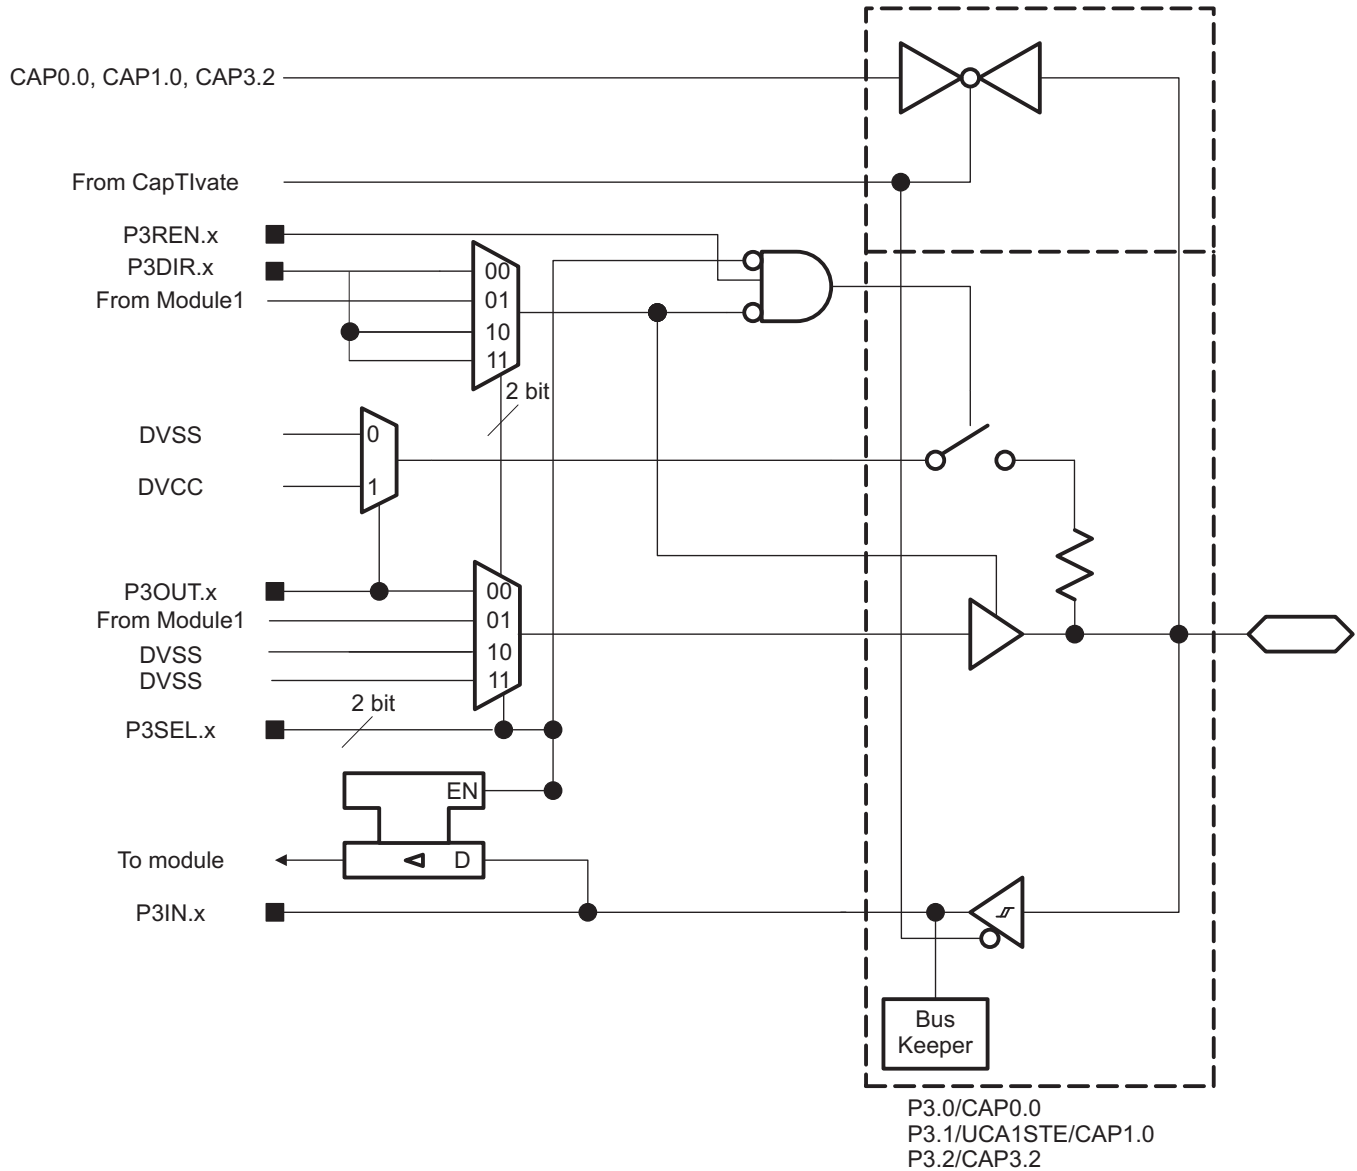 CAP0.0, CAP1.0, CAP3.2
From CapTIvate
P3REN.x
P3DIR.x
From Module1
00
01
10
11
2 bit
DVSS
DVCC
0
1
P3OUT.x
From Module1
DVSS
DVSS
00
01
10
11
P3SEL.x
2 bit
EN
To module
D
P3IN.x
Bus
Keeper
P3.0/CAP0.0
P3.1/UCA1STE/CAP1.0
P3.2/CAP3.2